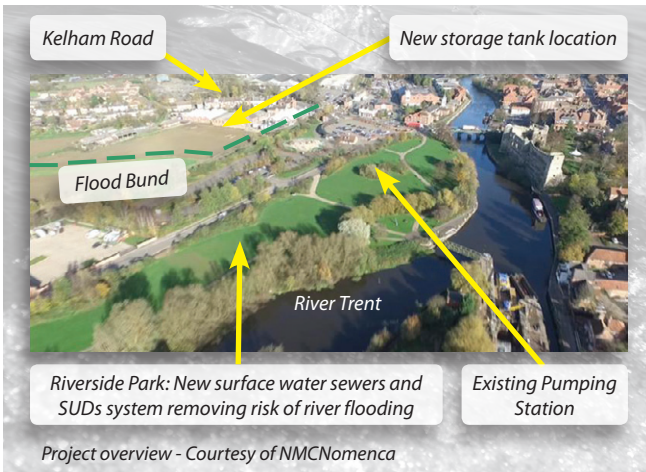 Kelham Road
New storage tank location
Flood Bund
River Trent
Riverside Park: New surface water sewers and
SUDs system removing risk of river flooding
Existing Pumping
Station
Project overview - Courtesy of NMCNomenca